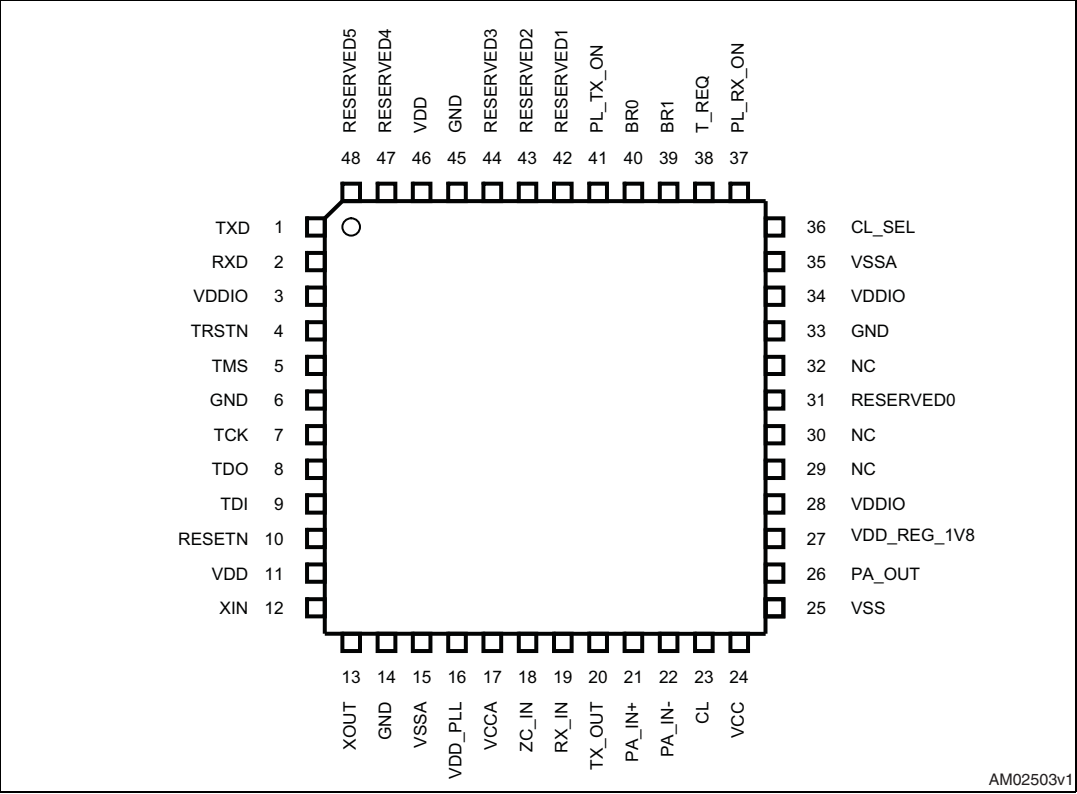 RESERVED5
RESERVED4
VDD
GND
RESERVED3
RESERVED2
RESERVED1
PL_TX_ON
BR0
BR1
T_REQ
PL_RX_ON
48 47 46 45 44 43 42 41 40 39 38 37
TXD 1
RXD 2
VDDIO 3
TRSTN 4
TMS 5
GND 6
TCK 7
TDO 8
TDI 9
RESETN 10
VDD 11
XIN 12
36 CL_SEL
35 VSSA
34 VDDIO
33 GND
32 NC
31 RESERVED0
30 NC
29 NC
28 VDDIO
27 VDD_REG_1V8
26 PA_OUT
25 VSS
13 14 15 16 17 18 19 20 21 22 23 24
XOUT
GND
VSSA
VDD_PLL
VCCA
ZC_IN
RX_IN
TX_OUT
PA_IN+
PA_IN-
CL
VCC
AM02503v1